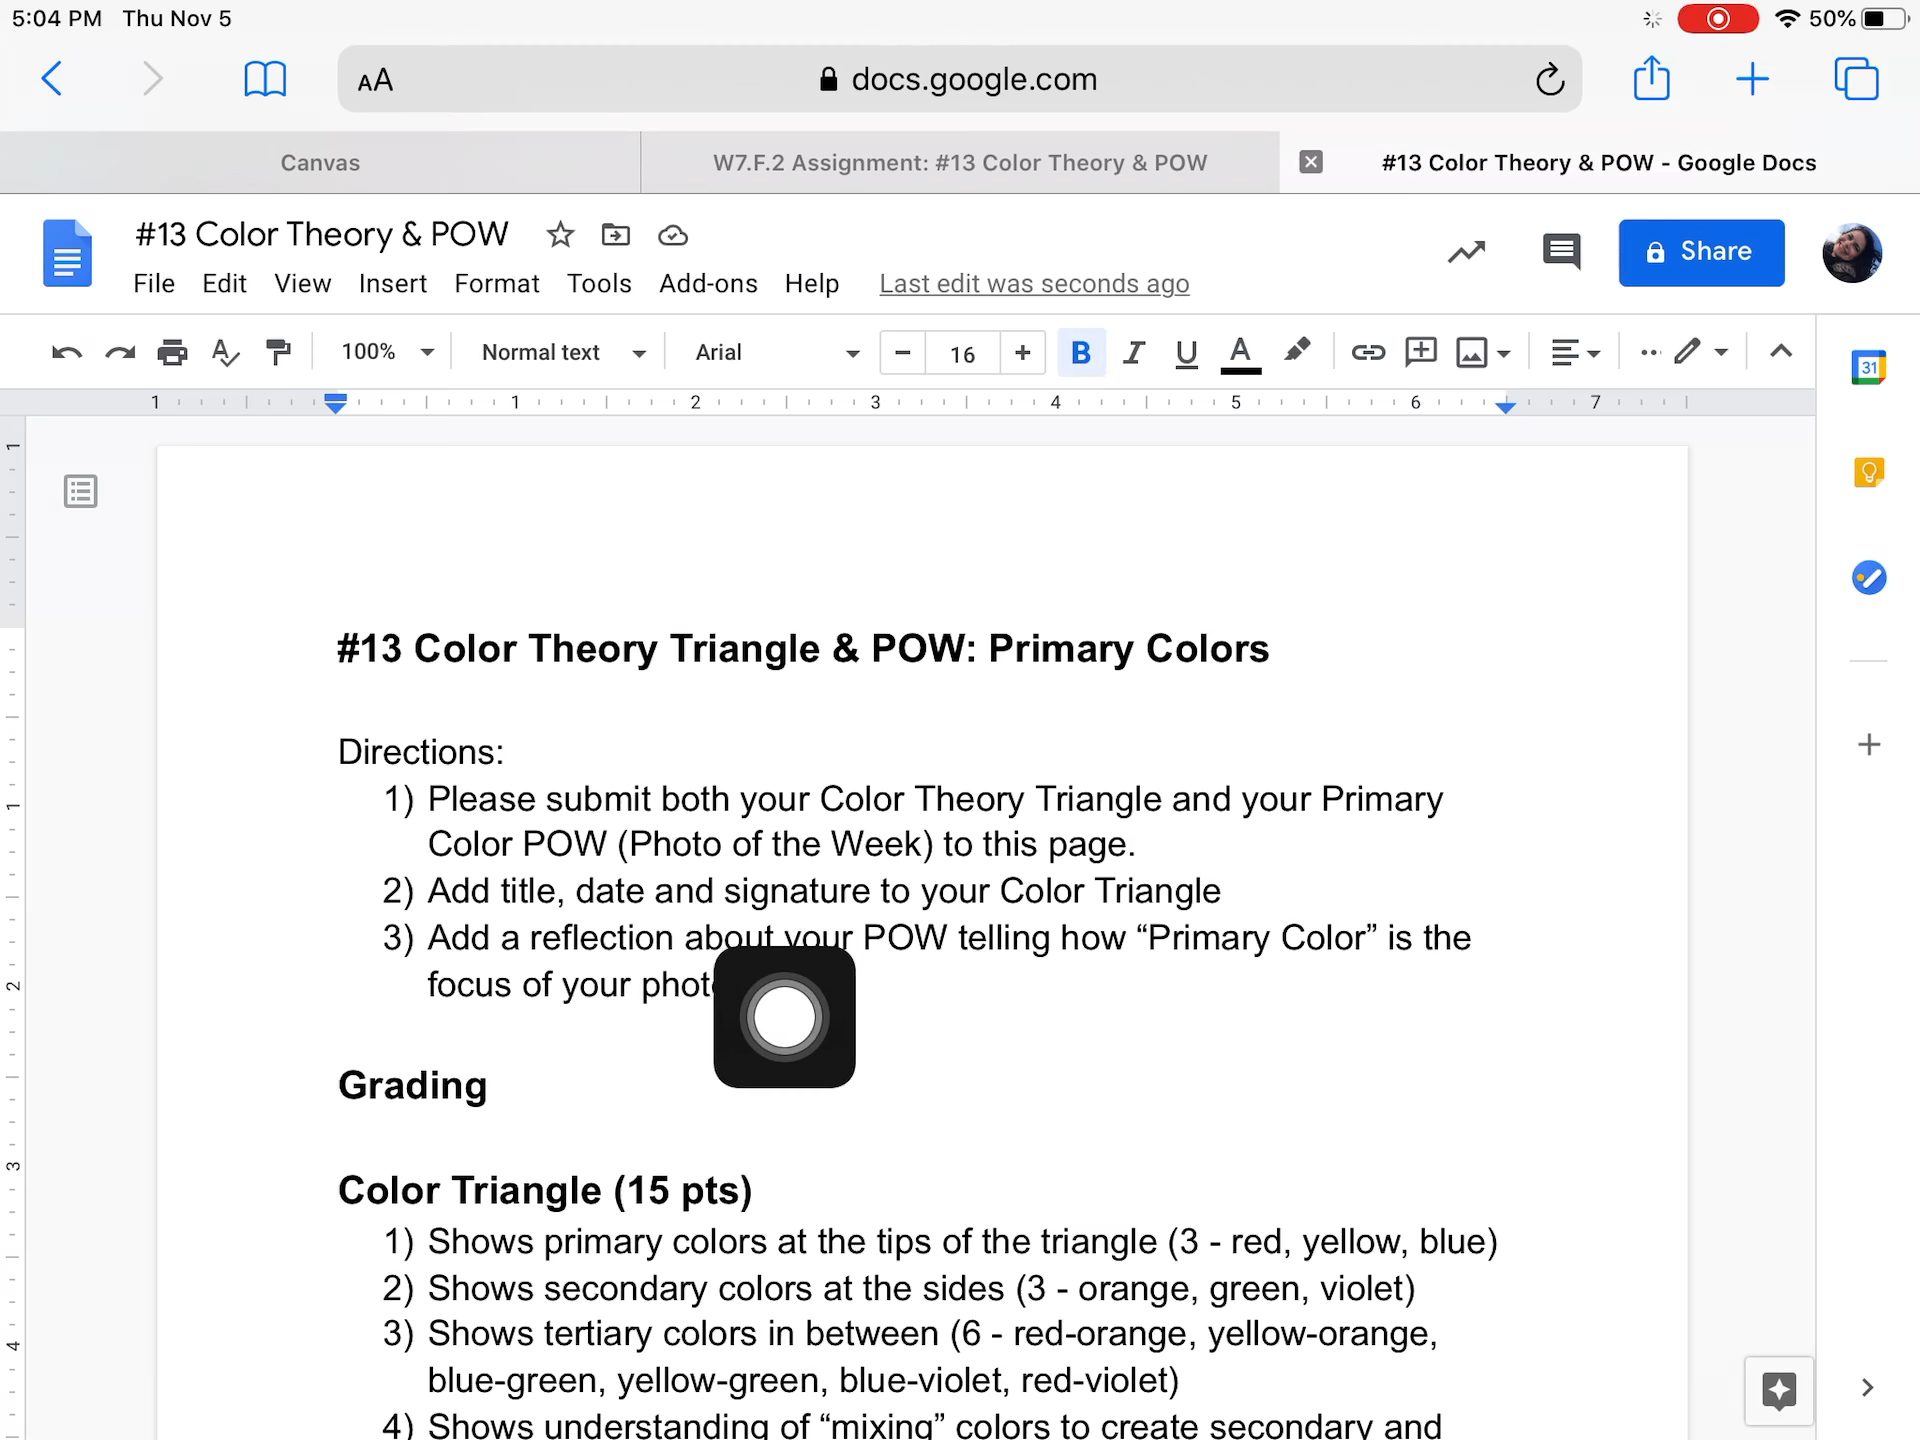 5:04 PM Thu Nov 5 50%
AA docs.google.com
Canvas W7.F.2 Assignment: #13 Color Theory & POW #13 Color Theory & POW - Google Docs
#13 Color Theory & POW
Share
File Edit View Insert Format Tools Add-ons Help Last edit was seconds ago
100% Normal text Arial 16 B I U A
31
1 1 2 3 4 5 6 7
1
1
2
3
4
#13 Color Theory Triangle & POW: Primary Colors
Directions:
1) Please submit both your Color Theory Triangle and your Primary
Color POW (Photo of the Week) to this page.
2) Add title, date and signature to your Color Triangle
3) Add a reflection about your POW telling how “Primary Color” is the
focus of your
Grading
Color Triangle (15 pts)
1) Shows primary colors at the tips of the triangle (3 - red, yellow, blue)
2) Shows secondary colors at the sides (3 - orange, green, violet)
3) Shows tertiary colors in between (6 - red-orange, yellow-orange,
blue-green, yellow-green, blue-violet, red-violet)
4) Shows understanding of “mixing” colors to create secondary and